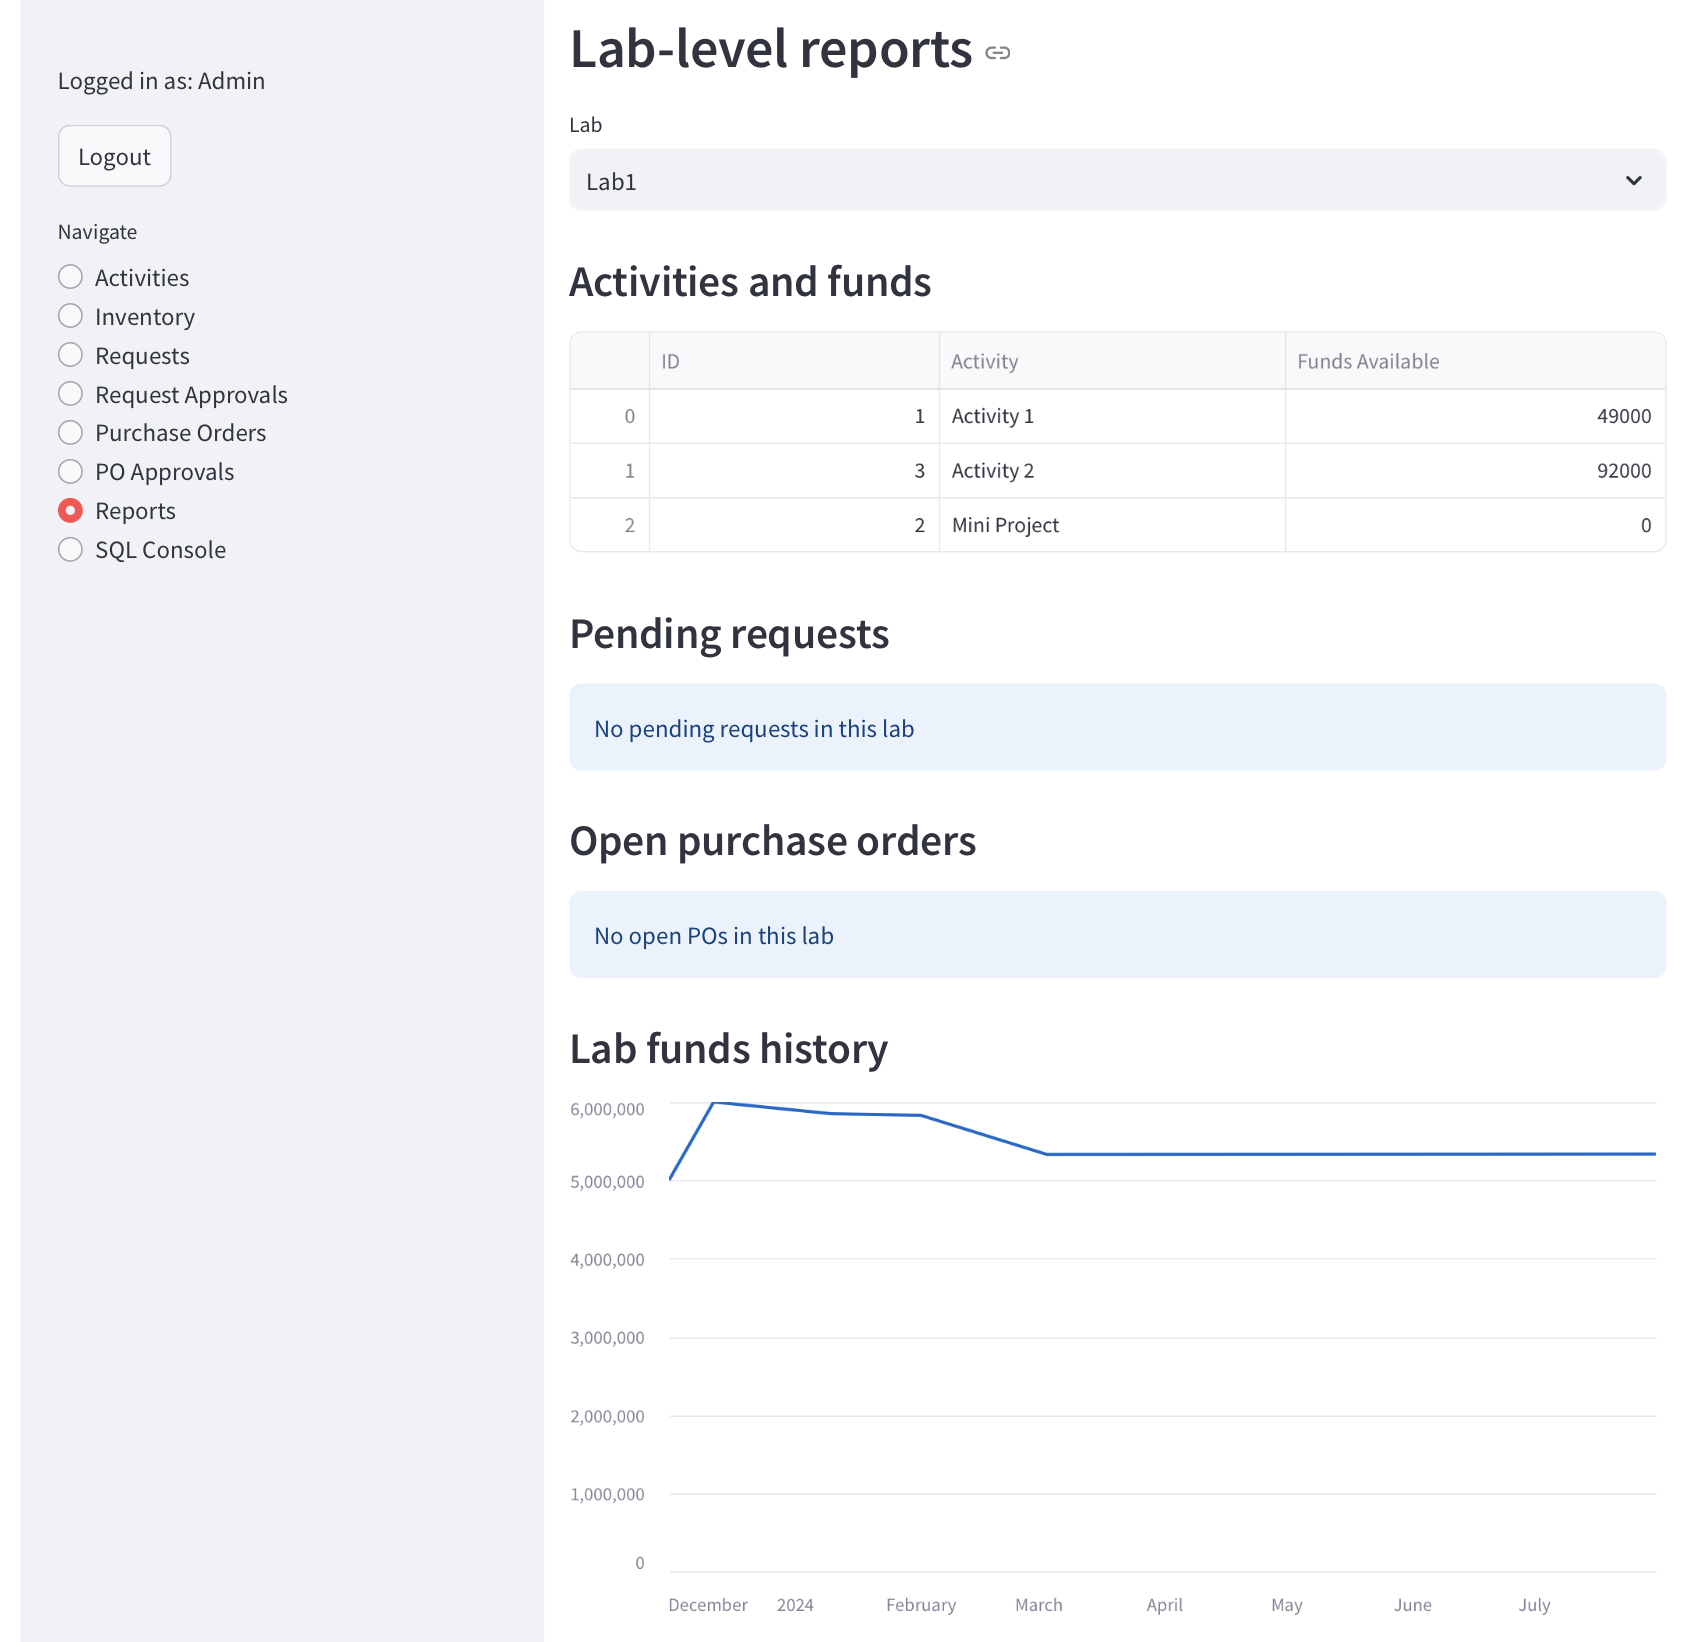 Logged in as: Admin
Logout
Navigate
Activities
Inventory
Requests
Request Approvals
Purchase Orders
PO Approvals
Reports
SQL Console
Lab-level reports
Lab
Lab1
Activities and funds
ID Activity Funds Available
0 1 Activity 1 49000
1 3 Activity 2 92000
2 2 Mini Project 0
Pending requests
No pending requests in this lab
Open purchase orders
No open POs in this lab
Lab funds history
6,000,000
5,000,000
4,000,000
3,000,000
2,000,000
1,000,000
0
December 2024 February March April May June July